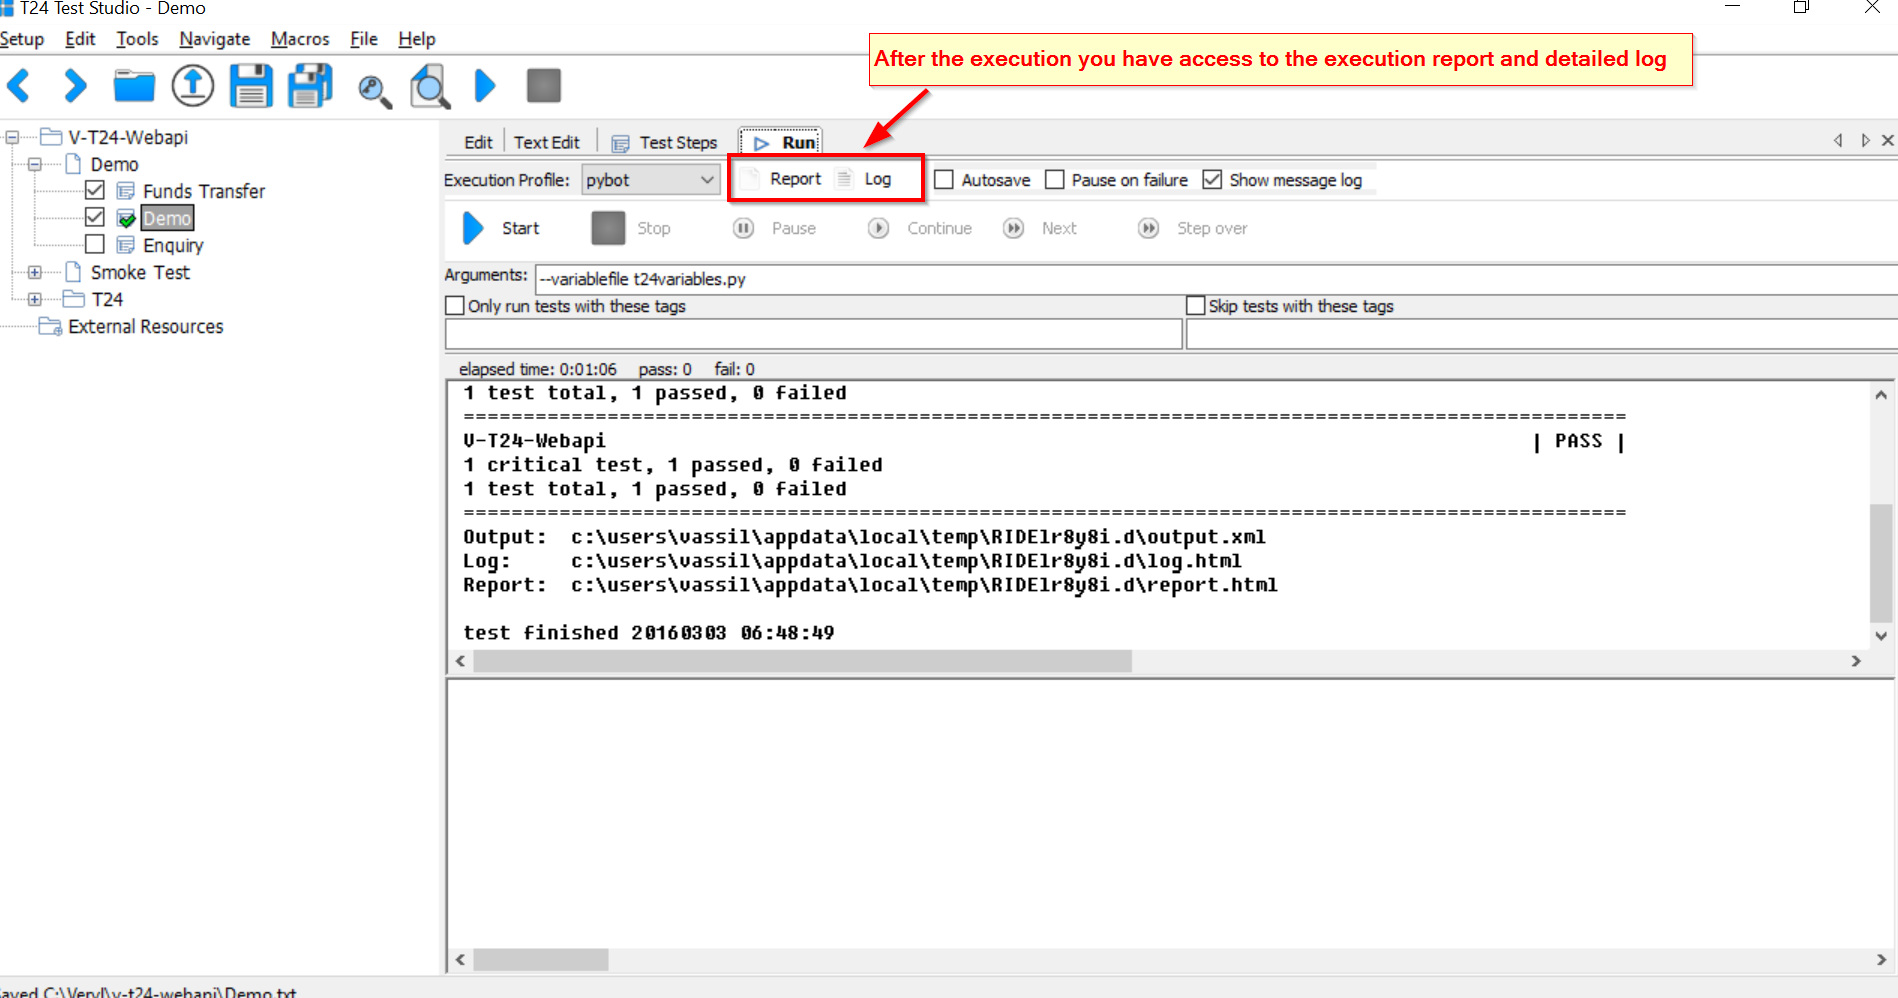 T24 Test Studio - Demo
Setup Edit Tools Navigate Macros File Help
After the execution you have access to the execution report and detailed log
V-T24-Webapi
Demo
Funds Transfer
Demo
Enquiry
Smoke Test
T24
External Resources
Edit Text Edit Test Steps Run
Execution Profile: pybot Report Log Autosave Pause on failure Show message log
Start Stop Pause Continue Next Step over
Arguments: --variablefile t24variables.py
Only run tests with these tags Skip tests with these tags
elapsed time: 0:01:06 pass: 0 fail: 0
1 test total, 1 passed, 0 failed
==============================================================================
V-T24-Webapi | PASS |
1 critical test, 1 passed, 0 failed
1 test total, 1 passed, 0 failed
==============================================================================
Output: c:\users\vassil\appdata\local\temp\RIDElr8y8i.d\output.xml
Log: c:\users\vassil\appdata\local\temp\RIDElr8y8i.d\log.html
Report: c:\users\vassil\appdata\local\temp\RIDElr8y8i.d\report.html
test finished 20160303 06:48:49
aved C:\Veryl\v-t24-webapi\Demo.txt